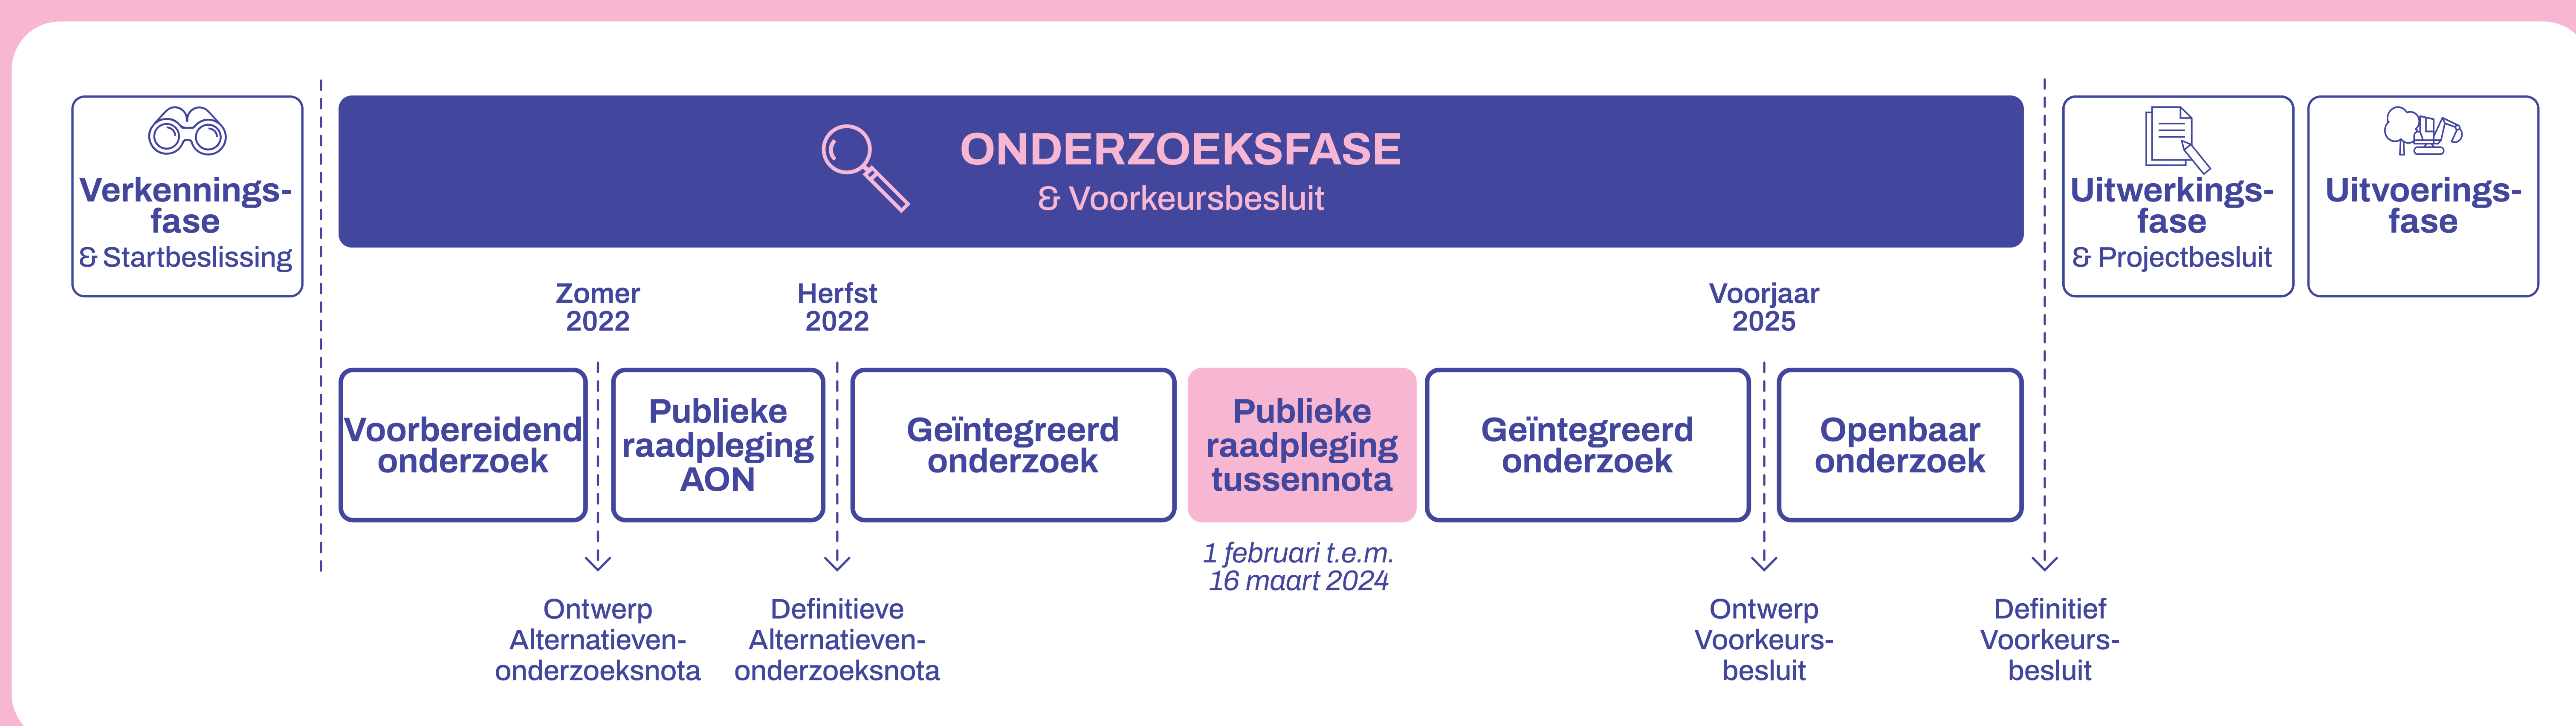 Verkennings-
fase
& Startbeslissing
ONDERZOEKSFASE
& Voorkeursbesluit
Uitwerkings-
fase
& Projectbesluit
Uitvoerings-
fase
Zomer
2022
Herfst
2022
Voorjaar
2025
Voorbereidend
onderzoek
Publieke
raadpleging
AON
Geïntegreerd
onderzoek
Publieke
raadpleging
tussennota
Geïntegreerd
onderzoek
Openbaar
onderzoek
1 februari t.e.m.
16 maart 2024
Ontwerp
Alternatieven-
onderzoeksnota
Definitieve
Alternatieven-
onderzoeksnota
Ontwerp
Voorkeurs-
besluit
Definitief
Voorkeurs-
besluit